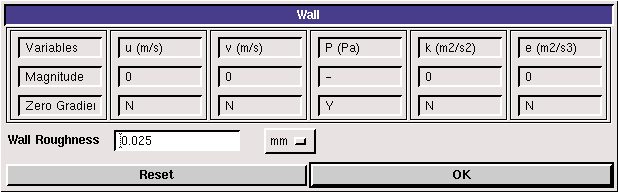 Wall
Variables u (m/s) v (m/s) P (Pa) k (m2/s2) e (m2/s3)
Magnitude 0 0 – 0 0
Zero Gradier N N Y N N
Wall Roughness 0.025 mm
Reset OK